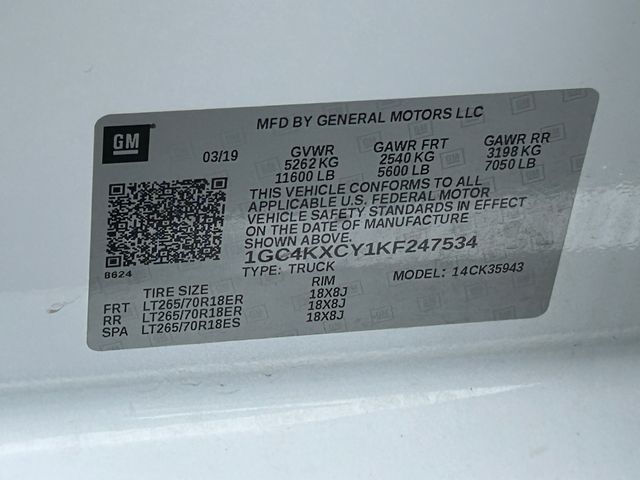 GM
MFD BY GENERAL MOTORS LLC
03/19 GVWR GAWR FRT GAWR RR
5262 KG 2540 KG 3198 KG
11600 LB 5600 LB 7050 LB
THIS VEHICLE CONFORMS TO ALL
APPLICABLE U.S. FEDERAL MOTOR
VEHICLE SAFETY STANDARDS IN EFFECT
ON THE DATE OF MANUFACTURE
SHOWN ABOVE.
1GC4KXCY1KF247534
B624
TYPE: TRUCK MODEL: 14CK35943
TIRE SIZE RIM
FRT LT265/70R18ER 18X8J
RR LT265/70R18ER 18X8J
SPA LT265/70R18ES 18X8J